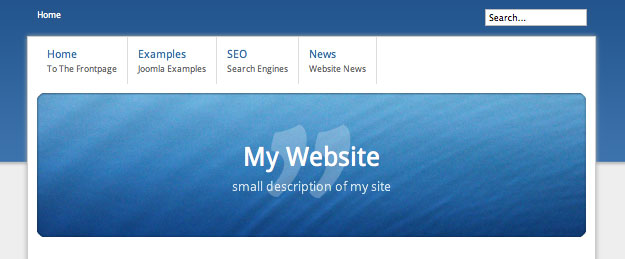 Home
Search...
Home Examples SEO News
To The Frontpage Joomla Examples Search Engines Website News
”
My Website
small description of my site